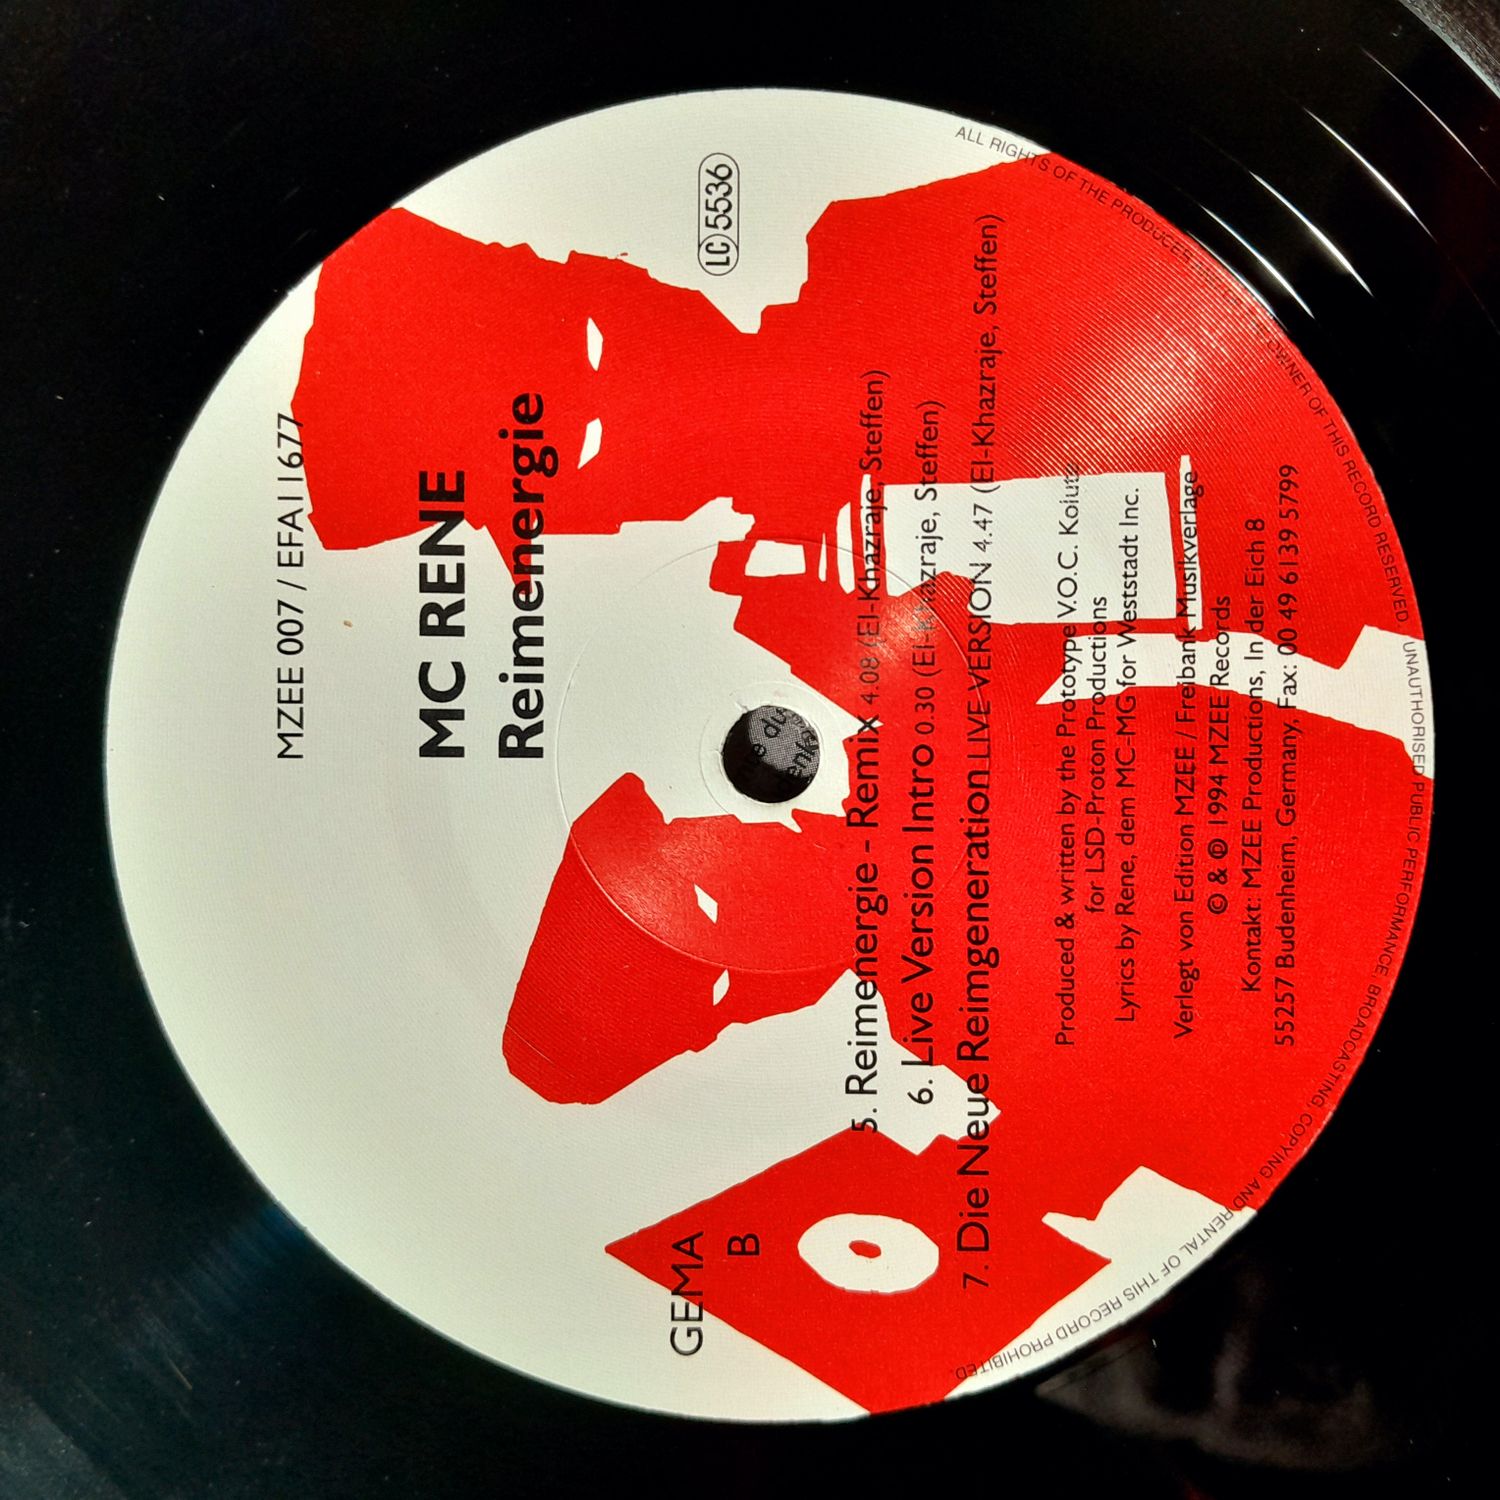 MZEE 007 / EFA 11677
MC RENE
Reimenergie
GEMA
B
LC 5536
5. Reimenergie - Remix 4.08 (El-Khazraje, Steffen)
6. Live Version Intro 0.30 (El-Khazraje, Steffen)
7. Die Neue Reimgeneration LIVE-VERSION 4.47 (El-Khazraje, Steffen)
Produced & written by the Prototype V.O.C. Kolute
for LSD-Proton Productions
Lyrics by Rene, dem MC-MG for Weststadt Inc.
Verlegt von Edition MZEE / Freibank Musikverlage
© & ℗ 1994 MZEE Records
Kontakt: MZEE Productions, In der Eich 8
55257 Budenheim, Germany, Fax: 00 49 6139 5799
ALL RIGHTS OF THE PRODUCER OWNER OF THIS RECORD RESERVED. UNAUTHORISED PUBLIC PERFORMANCE, BROADCASTING, COPYING AND RENTAL OF THIS RECORD PROHIBITED.